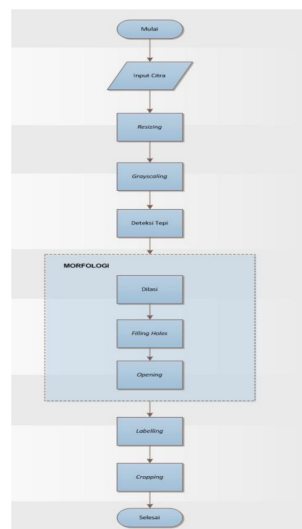 Mulai
Input Citra
Resizing
Grayscaling
Deteksi Tepi
MORFOLOGI
Dilasi
Filling Holes
Opening
Labelling
Cropping
Selesai